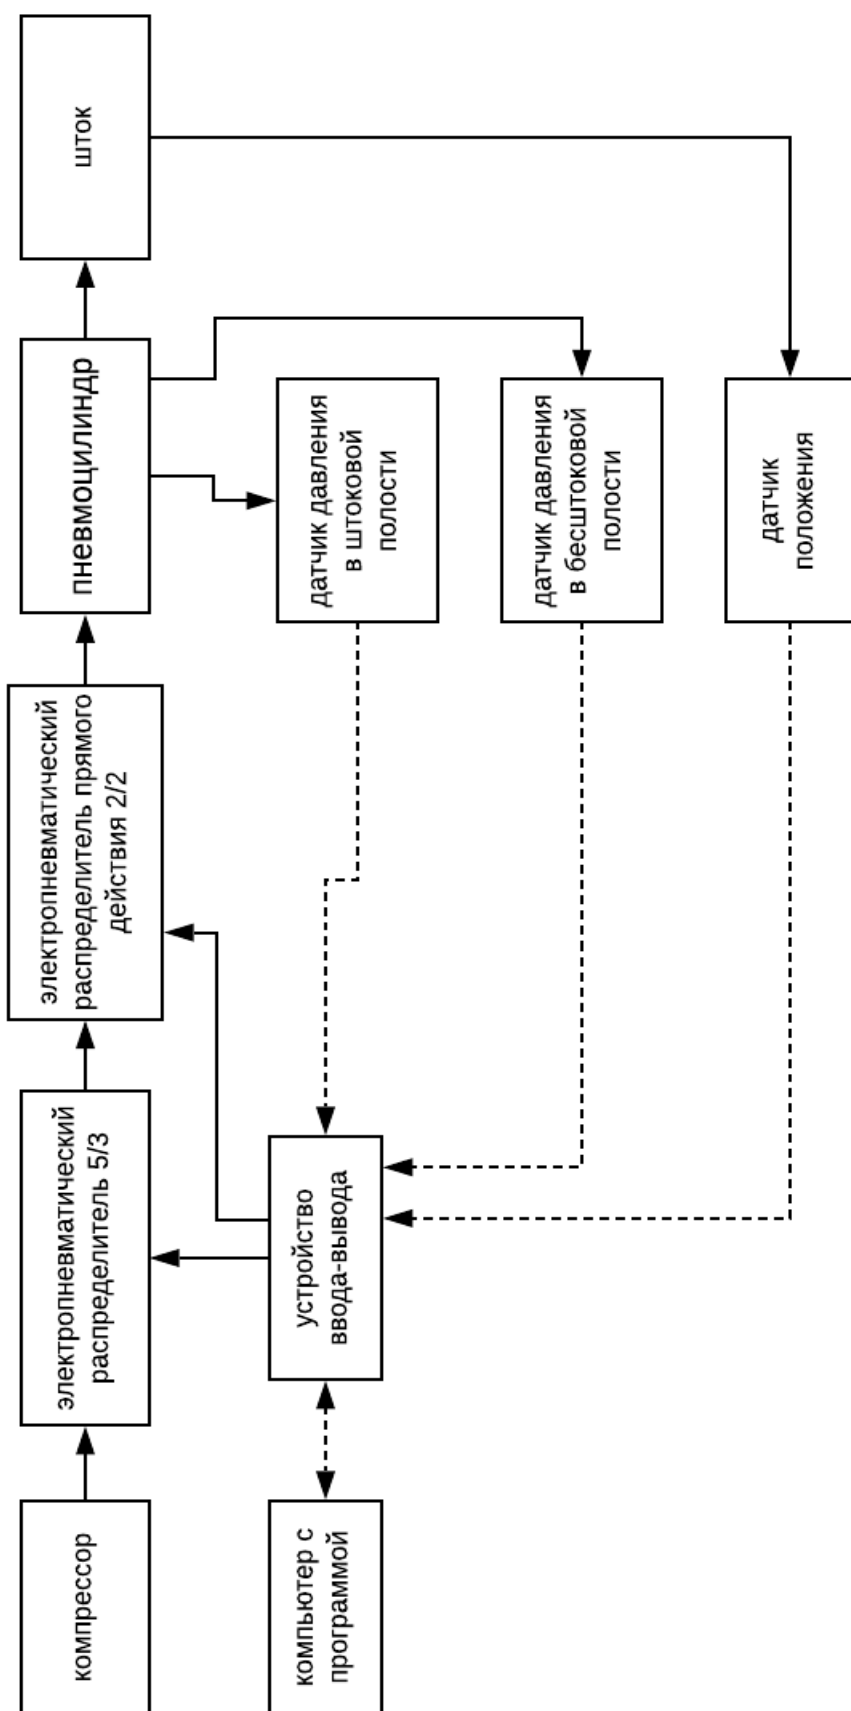 компрессор
электропневматический
распределитель 5/3
электропневматический
распределитель прямого
действия 2/2
пневмоцилиндр
шток
компьютер с
программой
устройство
ввода-вывода
датчик давления
в штоковой
полости
датчик давления
в бесштоковой
полости
датчик
положения